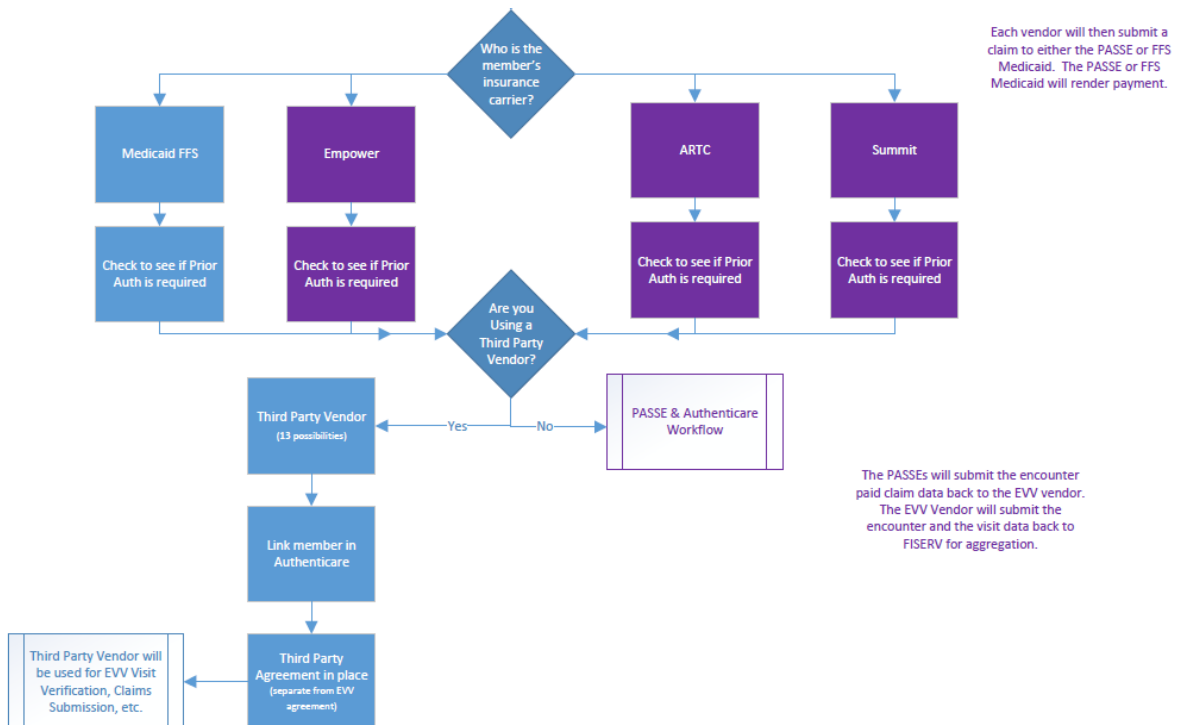 Who is the
member's
insurance
carrier?
Each vendor will then submit a
claim to either the PASSE or FFS
Medicaid. The PASSE or FFS
Medicaid will render payment.
Medicaid FFS
Empower
ARTC
Summit
Check to see if Prior
Auth is required
Check to see if Prior
Auth is required
Check to see if Prior
Auth is required
Check to see if Prior
Auth is required
Are you
Using a
Third Party
Vendor?
Third Party Vendor
(13 possibilities)
Yes
No
PASSE & Authenticare
Workflow
The PASSEs will submit the encounter
paid claim data back to the EVV vendor.
The EVV Vendor will submit the
encounter and the visit data back to
FISERV for aggregation.
Link member in
Authenticare
Third Party
Agreement in place
(separate from EVV
agreement)
Third Party Vendor will
be used for EVV Visit
Verification, Claims
Submission, etc.